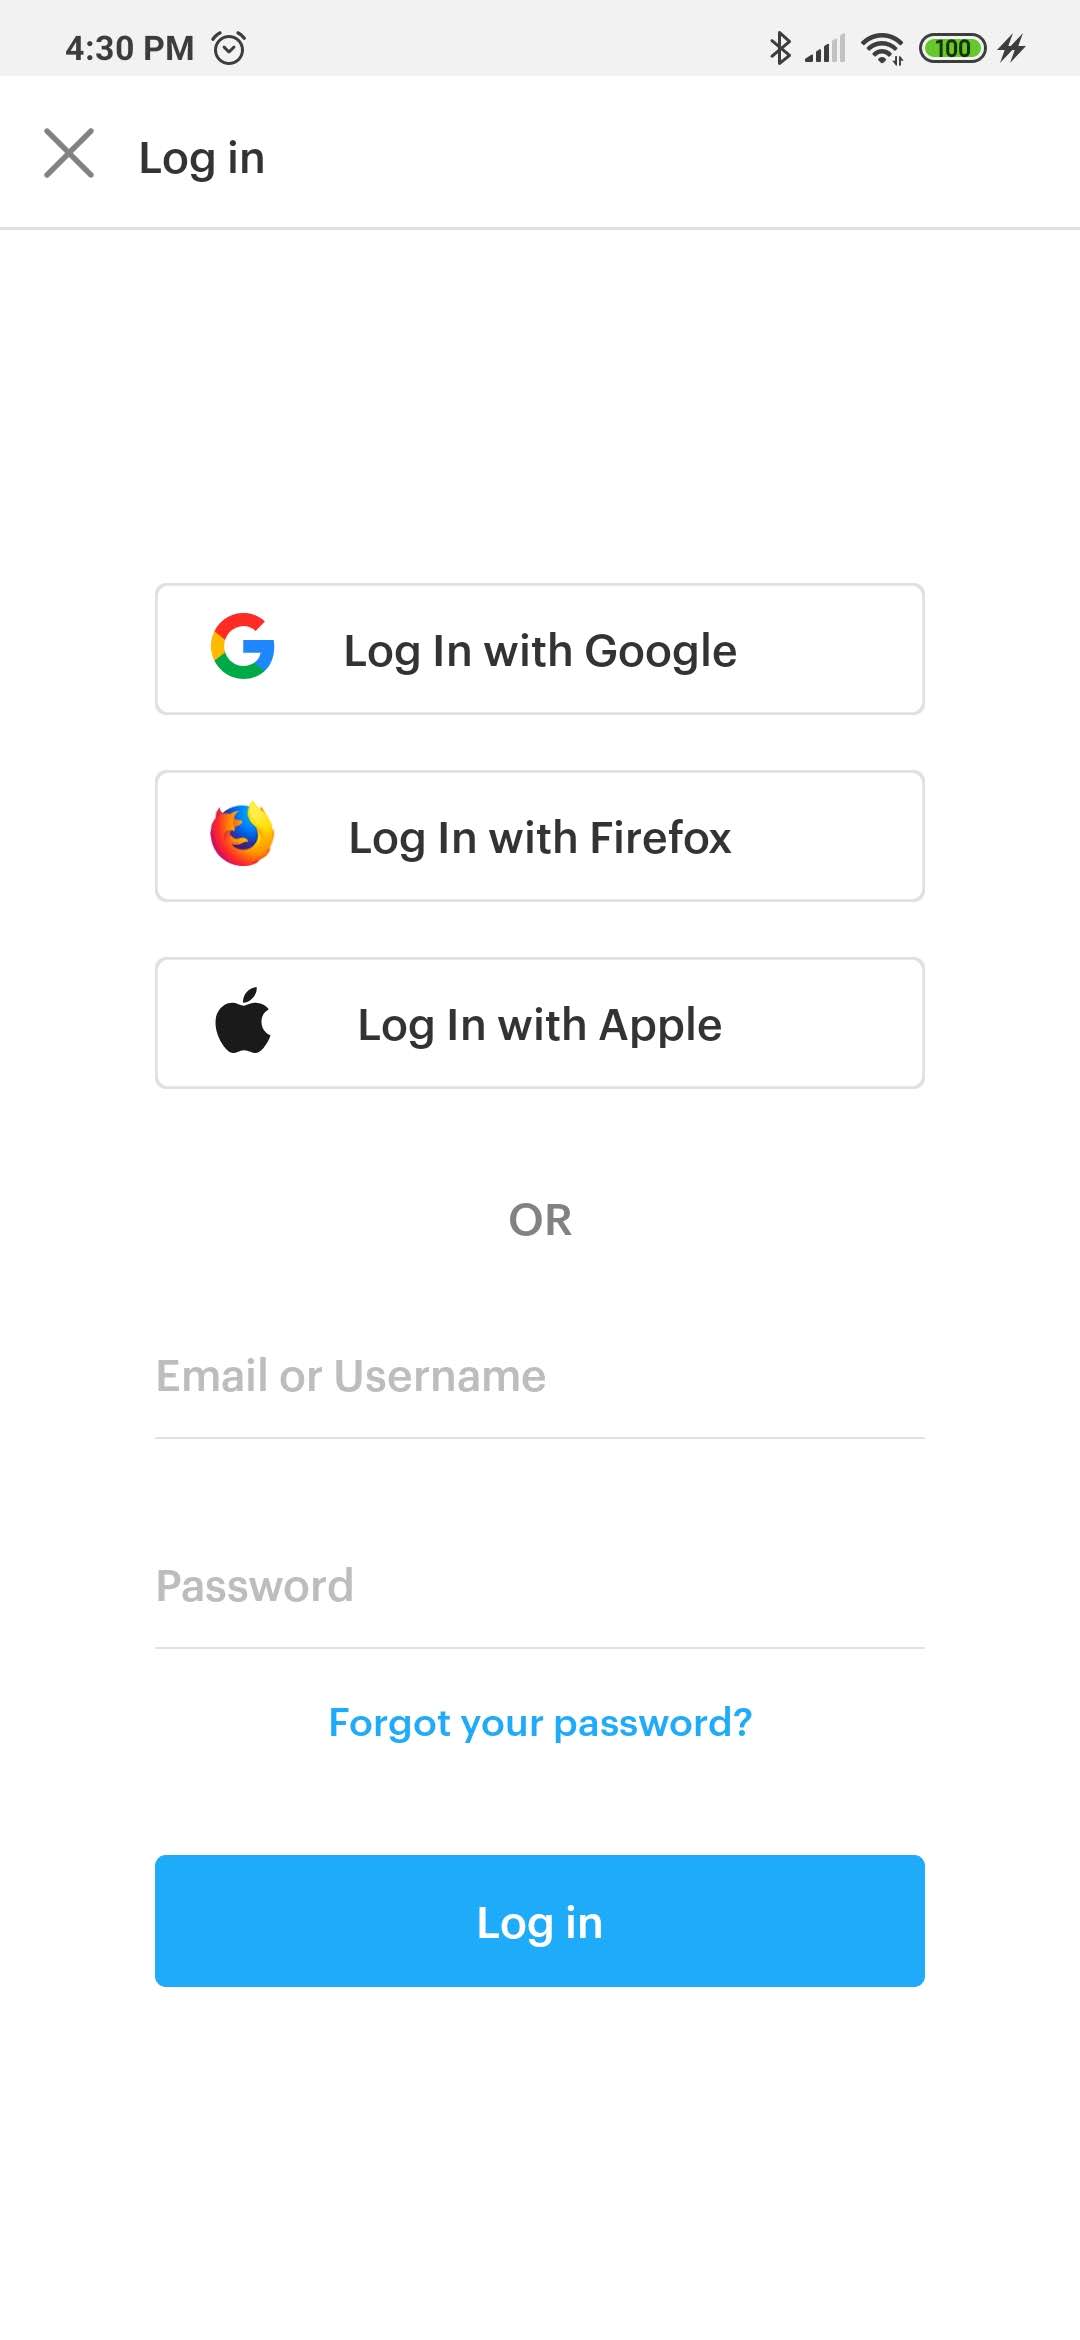 4:30 PM
100
Log in
Log In with Google
Log In with Firefox
Log In with Apple
OR
Email or Username
Password
Forgot your password?
Log in